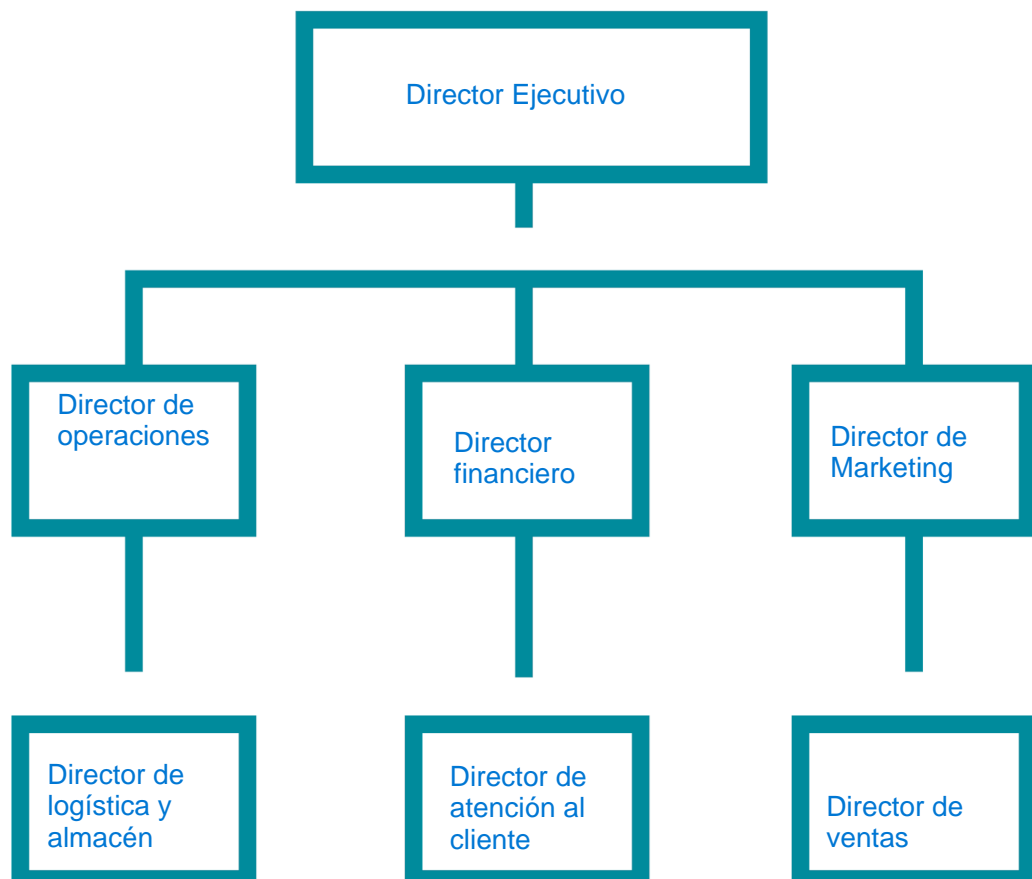 Director Ejecutivo
Director de
operaciones
Director
financiero
Director de
Marketing
Director de
logística y
almacén
Director de
atención al
cliente
Director de
ventas